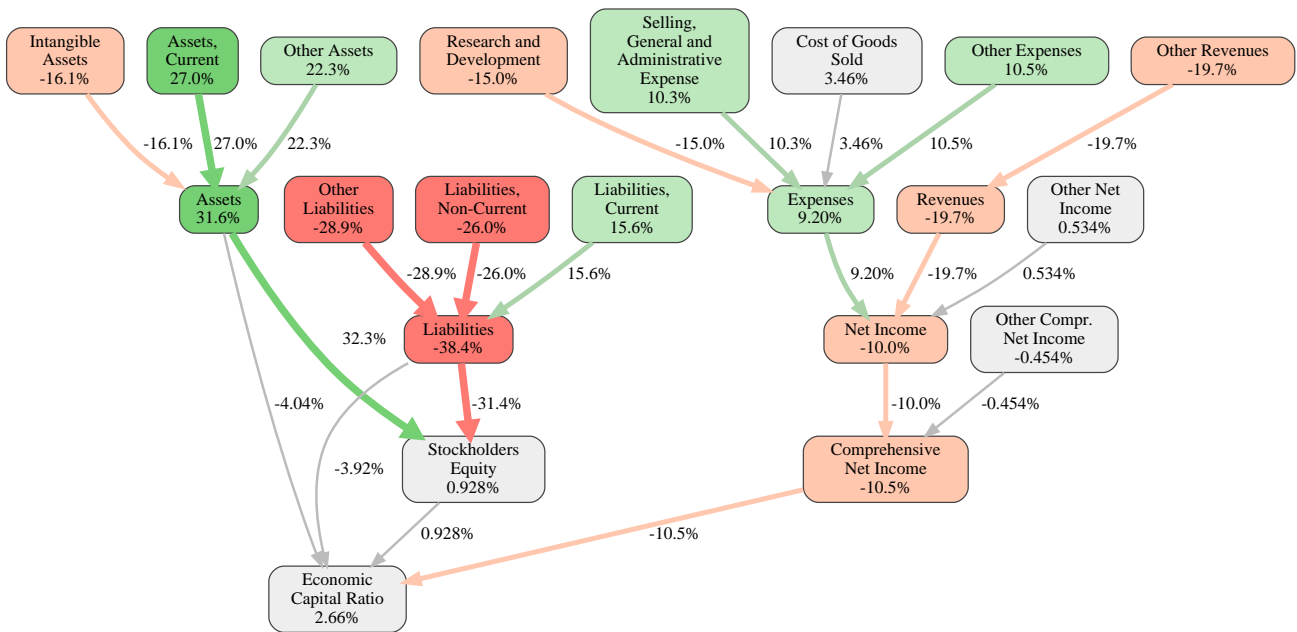 Intangible
Assets
-16.1%
Assets,
Current
27.0%
Other Assets
22.3%
Research and
Development
-15.0%
Selling,
General and
Administrative
Expense
10.3%
Cost of Goods
Sold
3.46%
Other Expenses
10.5%
Other Revenues
-19.7%
-16.1%
27.0%
22.3%
-15.0%
10.3%
3.46%
10.5%
-19.7%
Assets
31.6%
Other
Liabilities
-28.9%
Liabilities,
Non-Current
-26.0%
Liabilities,
Current
15.6%
Expenses
9.20%
Revenues
-19.7%
Other Net
Income
0.534%
-28.9%
-26.0%
15.6%
9.20%
-19.7%
0.534%
32.3%
Liabilities
-38.4%
Net Income
-10.0%
Other Compr.
Net Income
-0.454%
-4.04%
-31.4%
-10.0%
-0.454%
-3.92%
Stockholders
Equity
0.928%
Comprehensive
Net Income
-10.5%
0.928%
-10.5%
Economic
Capital Ratio
2.66%